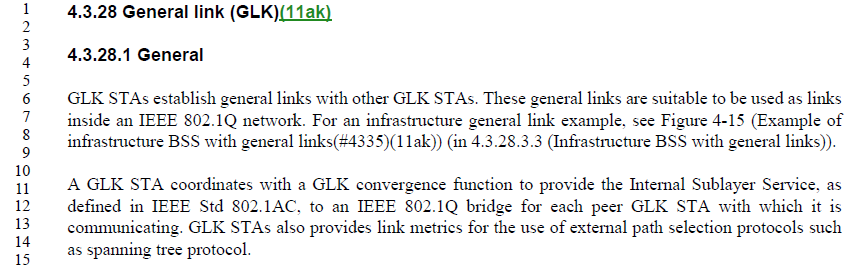 1 4.3.28 General link (GLK)(11ak)
2
3 4.3.28.1 General
4
5
6 GLK STAs establish general links with other GLK STAs. These general links are suitable to be used as links
7 inside an IEEE 802.1Q network. For an infrastructure general link example, see Figure 4-15 (Example of
8 infrastructure BSS with general links(#4335)(11ak)) (in 4.3.28.3.3 (Infrastructure BSS with general links)).
9
10
11 A GLK STA coordinates with a GLK convergence function to provide the Internal Sublayer Service, as
12 defined in IEEE Std 802.1AC, to an IEEE 802.1Q bridge for each peer GLK STA with which it is
13 communicating. GLK STAs also provides link metrics for the use of external path selection protocols such
14 as spanning tree protocol.
15